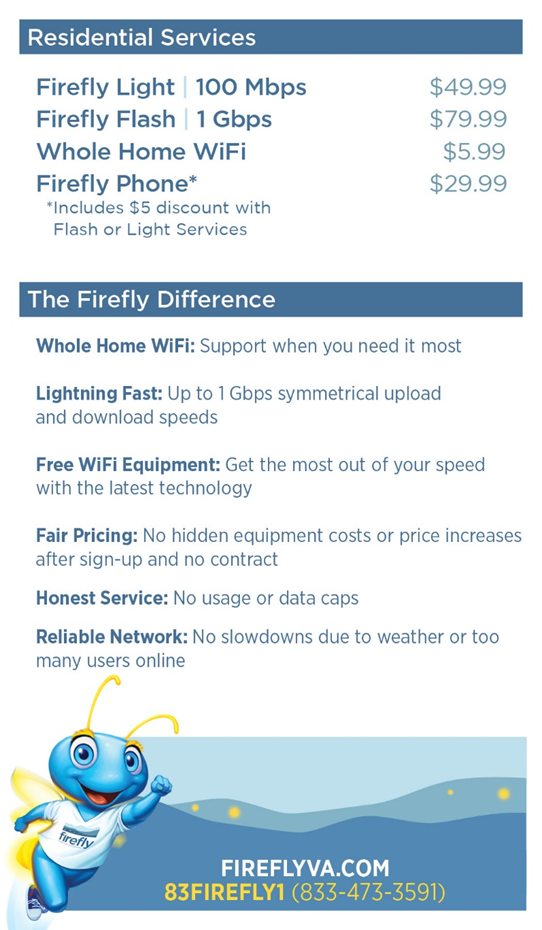 Residential Services
Firefly Light | 100 Mbps $49.99
Firefly Flash | 1 Gbps $79.99
Whole Home WiFi $5.99
Firefly Phone* $29.99
*Includes $5 discount with
Flash or Light Services
The Firefly Difference
Whole Home WiFi: Support when you need it most
Lightning Fast: Up to 1 Gbps symmetrical upload
and download speeds
Free WiFi Equipment: Get the most out of your speed
with the latest technology
Fair Pricing: No hidden equipment costs or price increases
after sign-up and no contract
Honest Service: No usage or data caps
Reliable Network: No slowdowns due to weather or too
many users online
firefly
FIREFLYVA.COM
83FIREFLY1 (833-473-3591)